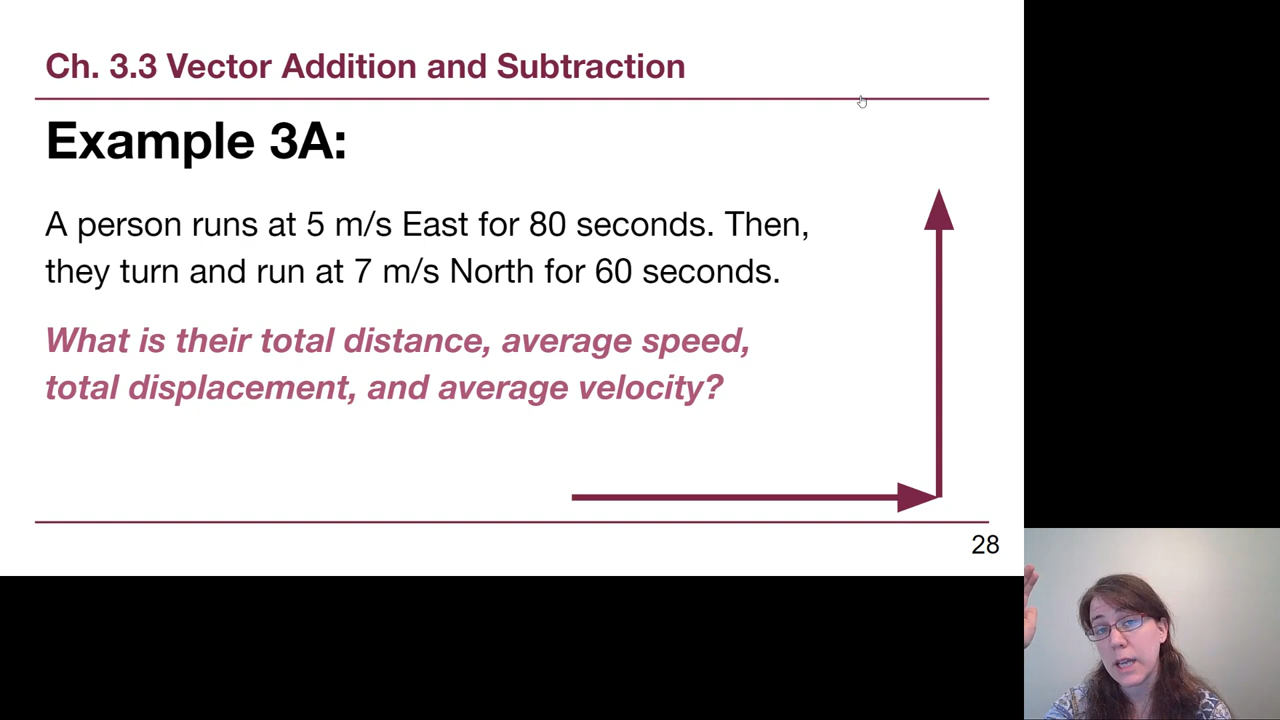 Ch. 3.3 Vector Addition and Subtraction
Example 3A:
A person runs at 5 m/s East for 80 seconds. Then,
they turn and run at 7 m/s North for 60 seconds.
What is their total distance, average speed,
total displacement, and average velocity?
28